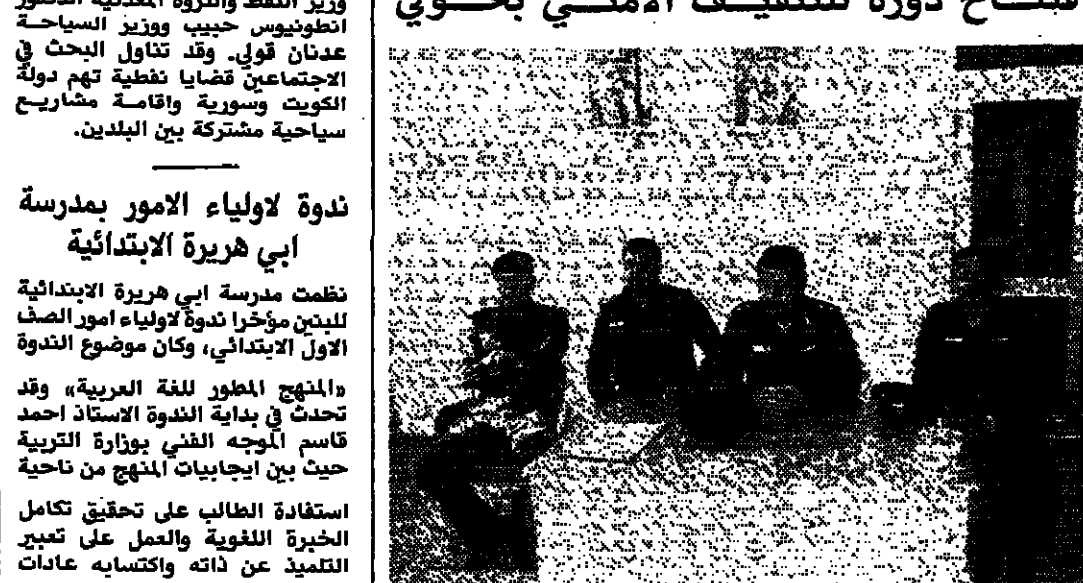 وزير النفط والثروة المعدنية الدكتور
انطونيوس حبيب ووزير السياحة
عدنان قولي. وقد تناول البحث في
الاجتماعين قضايا نفطية تهم دولة
الكويت وسورية واقامة مشاريع
سياحية مشتركة بين البلدين.
ندوة لاولياء الامور بمدرسة
ابي هريرة الابتدائية
نظمت مدرسة ابي هريرة الابتدائية
للبنين مؤخرا ندوة لاولياء امور الصف
الاول الابتدائي، وكان موضوع الندوة
«المنهج المطور للغة العربية» وقد
تحدث في بداية الندوة الاستاذ احمد
قاسم الموجه الفني بوزارة التربية
حيث بين ايجابيات المنهج من ناحية
استفادة الطالب على تحقيق تكامل
الخبرة اللغوية والعمل على تعبير
التلميذ عن ذاته واكتسابه عادات
دورة للتثقيف الامني بحولي